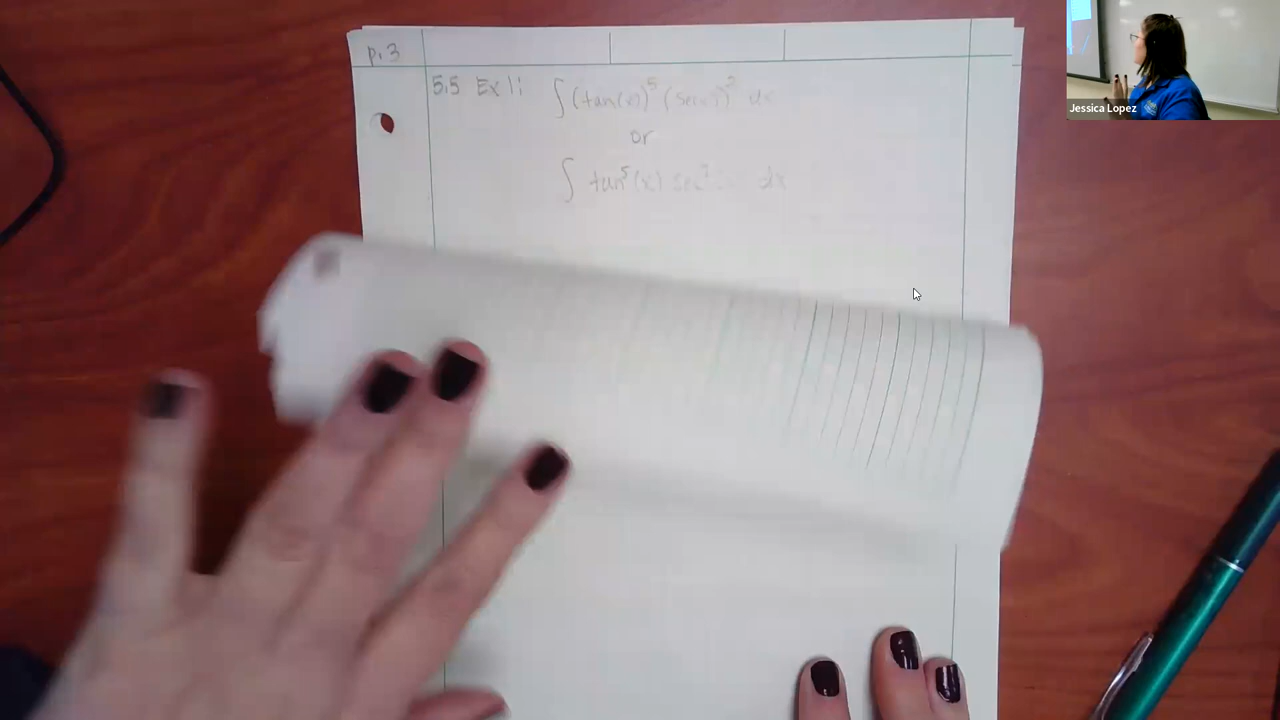 p. 3
5.5 Ex 1: ∫ (tan(x))⁵ (sec(x))² dx
or
∫ tan⁵(x) sec² dx
Jessica Lopez